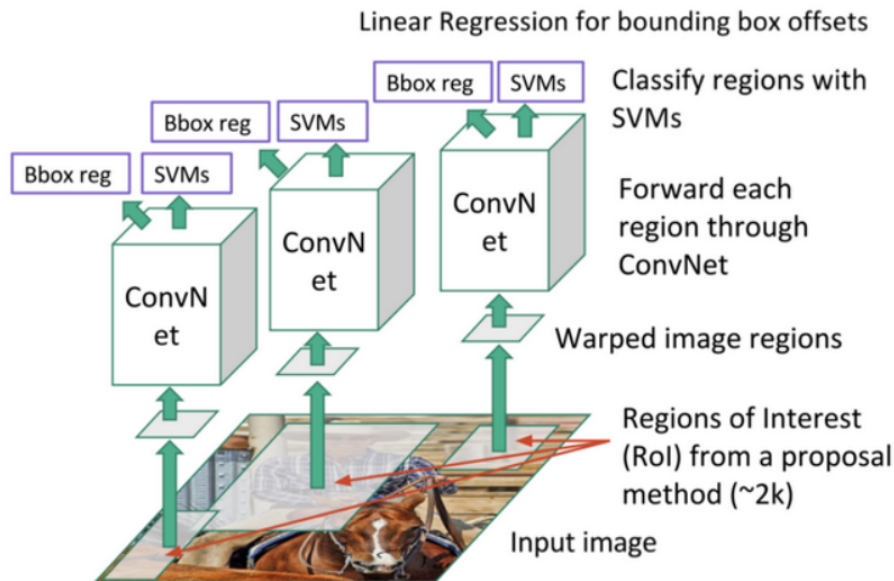 Linear Regression for bounding box offsets
Bbox reg
SVMs
Classify regions with
SVMs
Bbox reg
SVMs
Bbox reg
SVMs
ConvN
et
Forward each
region through
ConvNet
ConvN
et
ConvN
et
Warped image regions
Regions of Interest
(RoI) from a proposal
method (~2k)
Input image